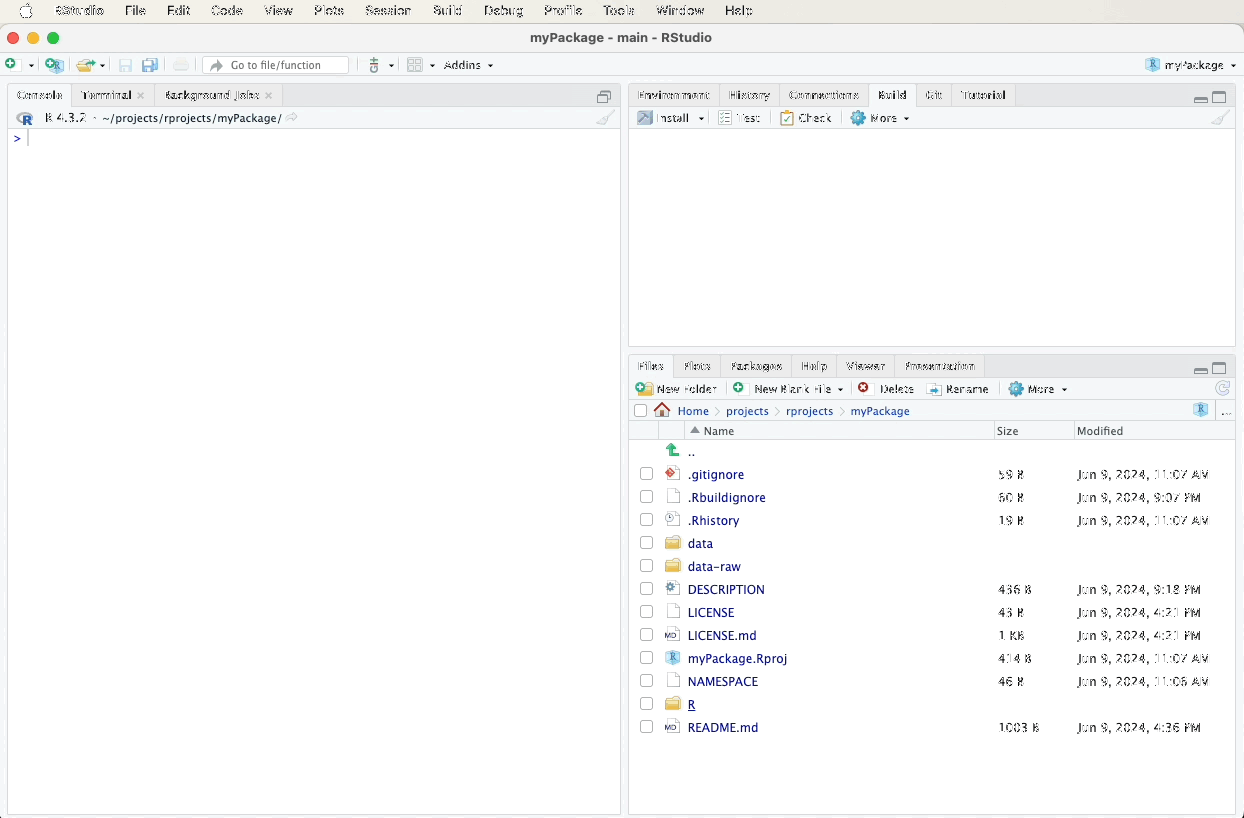 RStudio File Edit Code View Plots Session Build Debug Profile Tools Window Help
myPackage - main - RStudio
Go to file/function Addins myPackage
Console Terminal Background Jobs
R 4.3.2 · ~/projects/rprojects/myPackage/
>
Environment History Connections Build Git Tutorial
Install Test Check More
Files Plots Packages Help Viewer Presentation
New Folder New Blank File Delete Rename More
Home projects rprojects myPackage R ...
Name Size Modified
..
.gitignore 59 B Jun 9, 2024, 11:07 AM
.Rbuildignore 60 B Jun 9, 2024, 9:07 PM
.Rhistory 19 B Jun 9, 2024, 11:07 AM
data
data-raw
DESCRIPTION 436 B Jun 9, 2024, 9:18 PM
LICENSE 43 B Jun 9, 2024, 4:21 PM
LICENSE.md 1 KB Jun 9, 2024, 4:21 PM
myPackage.Rproj 414 B Jun 9, 2024, 11:07 AM
NAMESPACE 46 B Jun 9, 2024, 11:06 AM
R
README.md 1003 B Jun 9, 2024, 4:36 PM